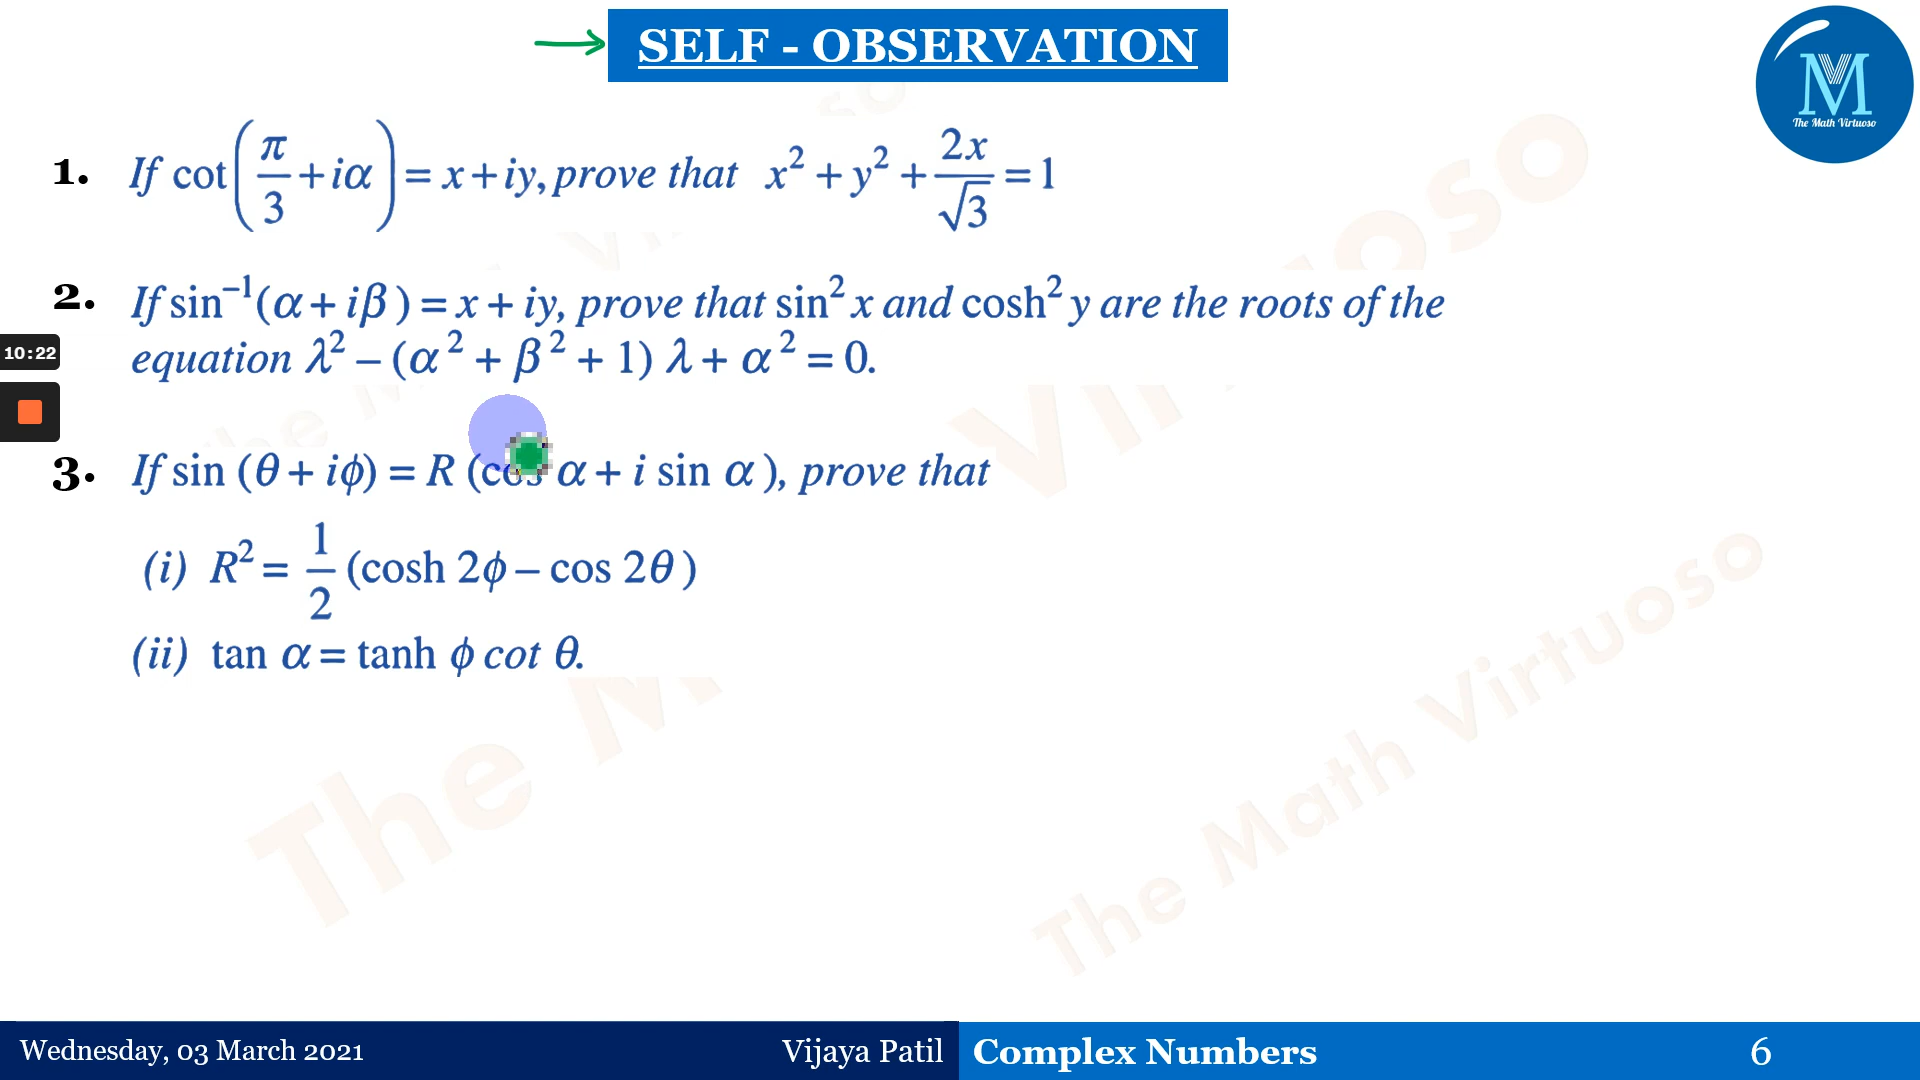 SELF - OBSERVATION
M
The Math Virtuoso
1. If cot(π/3 + iα) = x + iy, prove that x² + y² + 2x/√3 = 1
2. If sin⁻¹(α + iβ) = x + iy, prove that sin² x and cosh² y are the roots of the
equation λ² – (α² + β² + 1) λ + α² = 0.
10:22
3. If sin (θ + iϕ) = R (cos α + i sin α), prove that
(i) R² = 1/2 (cosh 2ϕ – cos 2θ)
(ii) tan α = tanh ϕ cot θ.
The Math Virtuoso
Wednesday, 03 March 2021
Vijaya Patil
Complex Numbers
6